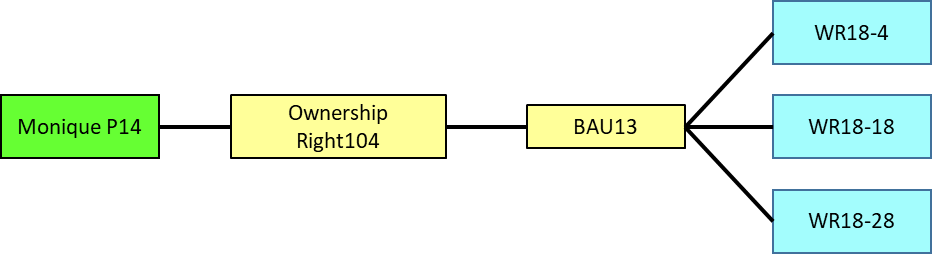 Monique P14
Ownership
Right104
BAU13
WR18-4
WR18-18
WR18-28